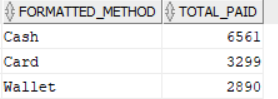 FORMATTED_METHOD TOTAL_PAID
Cash 6561
Card 3299
Wallet 2890